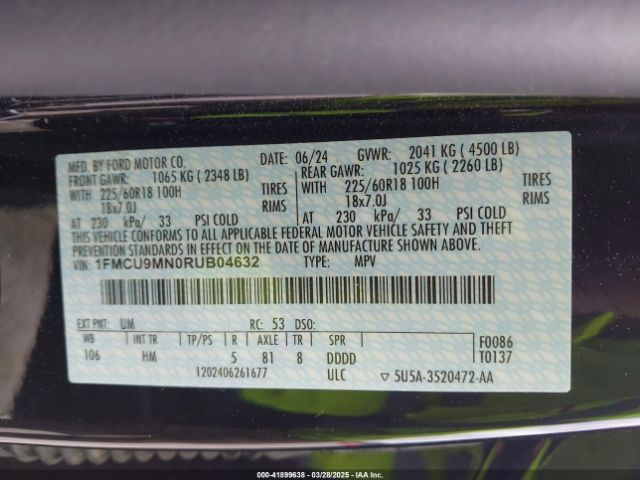 MFD. BY FORD MOTOR CO. DATE: 06/24 GVWR: 2041 KG ( 4500 LB)
FRONT GAWR: 1065 KG ( 2348 LB) REAR GAWR: 1025 KG ( 2260 LB)
WITH 225/60R18 100H TIRES WITH 225/60R18 100H TIRES
18x7.0J RIMS 18x7.0J RIMS
AT 230 kPa/ 33 PSI COLD AT 230 kPa/ 33 PSI COLD
THIS VEHICLE CONFORMS TO ALL APPLICABLE FEDERAL MOTOR VEHICLE SAFETY AND THEFT PREVENTION STANDARDS IN EFFECT ON THE
DATE OF MANUFACTURE SHOWN ABOVE.
VIN: 1FMCU9MN0RUB04632 TYPE: MPV
EXT PNT: UM RC: 53 DSO:
WB INT TR TP/PS R AXLE TR SPR F0086
106 HM 5 81 8 DDDD T0137
1202406261677 ULC ▽ 5U5A-3520472-AA
000-41899638 - 03/28/2025 - IAA Inc.